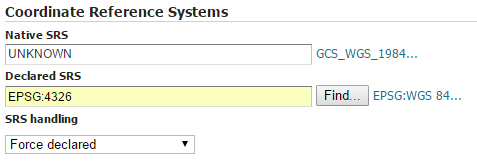 Coordinate Reference Systems
Native SRS
UNKNOWN GCS_WGS_1984...
Declared SRS
EPSG:4326 Find... EPSG:WGS 84...
SRS handling
Force declared